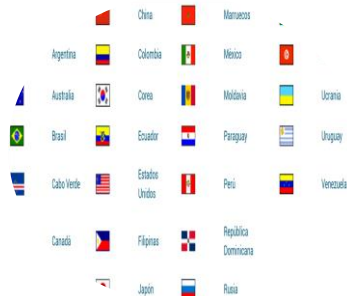 China Marruecos
Argentina Colombia México
Australia Corea Moldavia Ucrania
Brasil Ecuador Paraguay Uruguay
Cabo Verde Estados Unidos Perú Venezuela
Canadá Filipinas República Dominicana
Japón Rusia